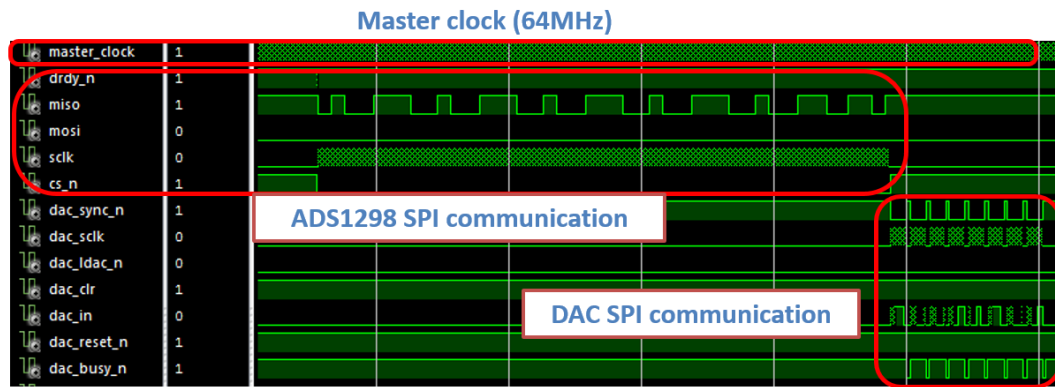 Master clock (64MHz)
master_clock 1
drdy_n 1
miso 1
mosi 0
sclk 0
cs_n 1
dac_sync_n 1
ADS1298 SPI communication
dac_sclk 0
dac_ldac_n 0
dac_clr 1
dac_in 0
DAC SPI communication
dac_reset_n 1
dac_busy_n 1